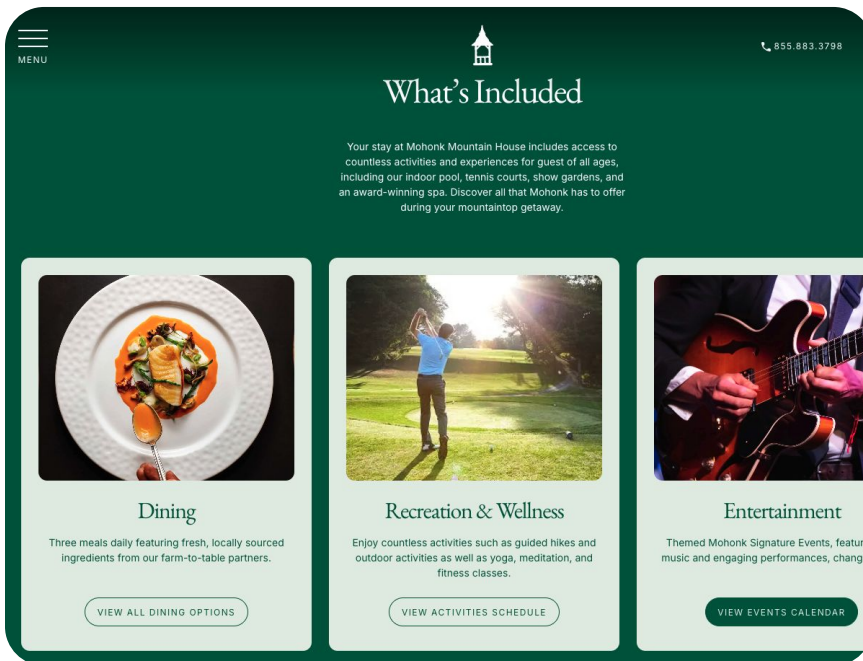 MENU
855.883.3798
What's Included
Your stay at Mohonk Mountain House includes access to
countless activities and experiences for guest of all ages,
including our indoor pool, tennis courts, show gardens, and
an award-winning spa. Discover all that Mohonk has to offer
during your mountaintop getaway.
Dining
Three meals daily featuring fresh, locally sourced
ingredients from our farm-to-table partners.
VIEW ALL DINING OPTIONS
Recreation & Wellness
Enjoy countless activities such as guided hikes and
outdoor activities as well as yoga, meditation, and
fitness classes.
VIEW ACTIVITIES SCHEDULE
Entertainment
Themed Mohonk Signature Events,
music and engaging performances,
VIEW EVENTS CALENDAR